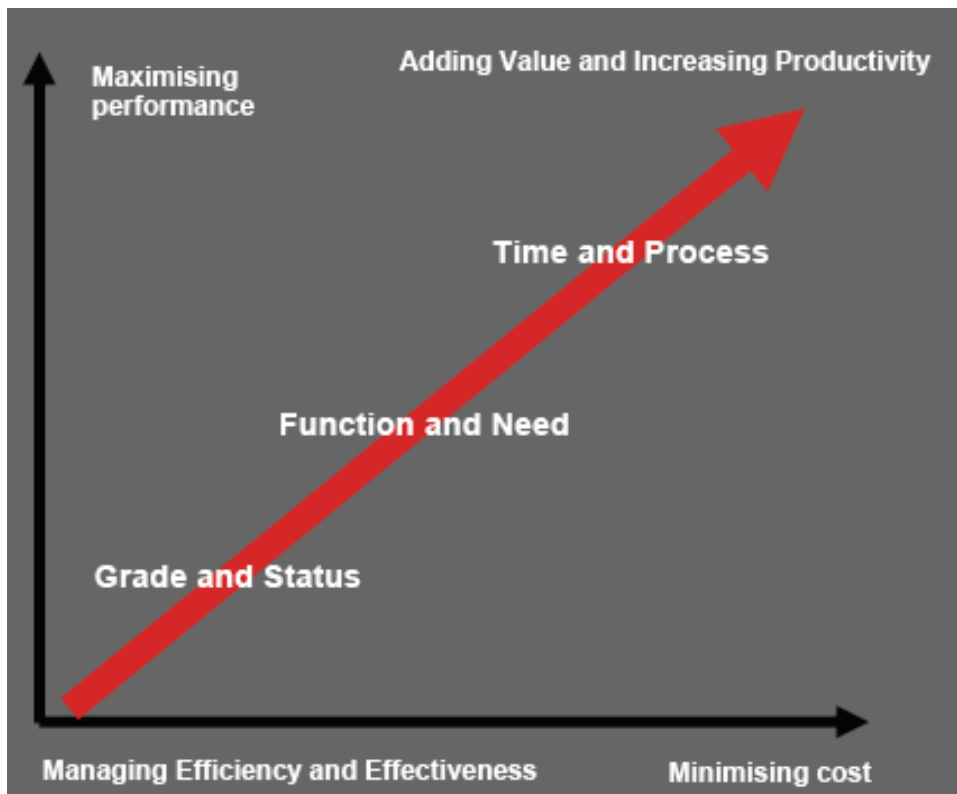 Adding Value and Increasing Productivity
Maximising
performance
Time and Process
Function and Need
Grade and Status
Managing Efficiency and Effectiveness
Minimising cost